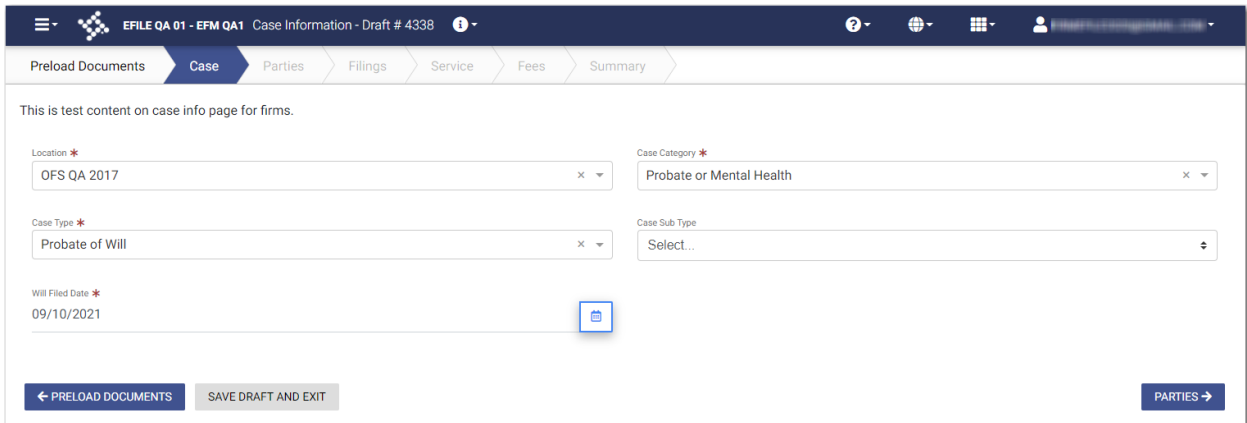 EFILE QA 01 - EFM QA1 Case Information - Draft # 4338
Preload Documents Case Parties Filings Service Fees Summary
This is test content on case info page for firms.
Location * Case Category *
OFS QA 2017 Probate or Mental Health
Case Type * Case Sub Type
Probate of Will Select...
Will Filed Date *
09/10/2021
PRELOAD DOCUMENTS SAVE DRAFT AND EXIT PARTIES